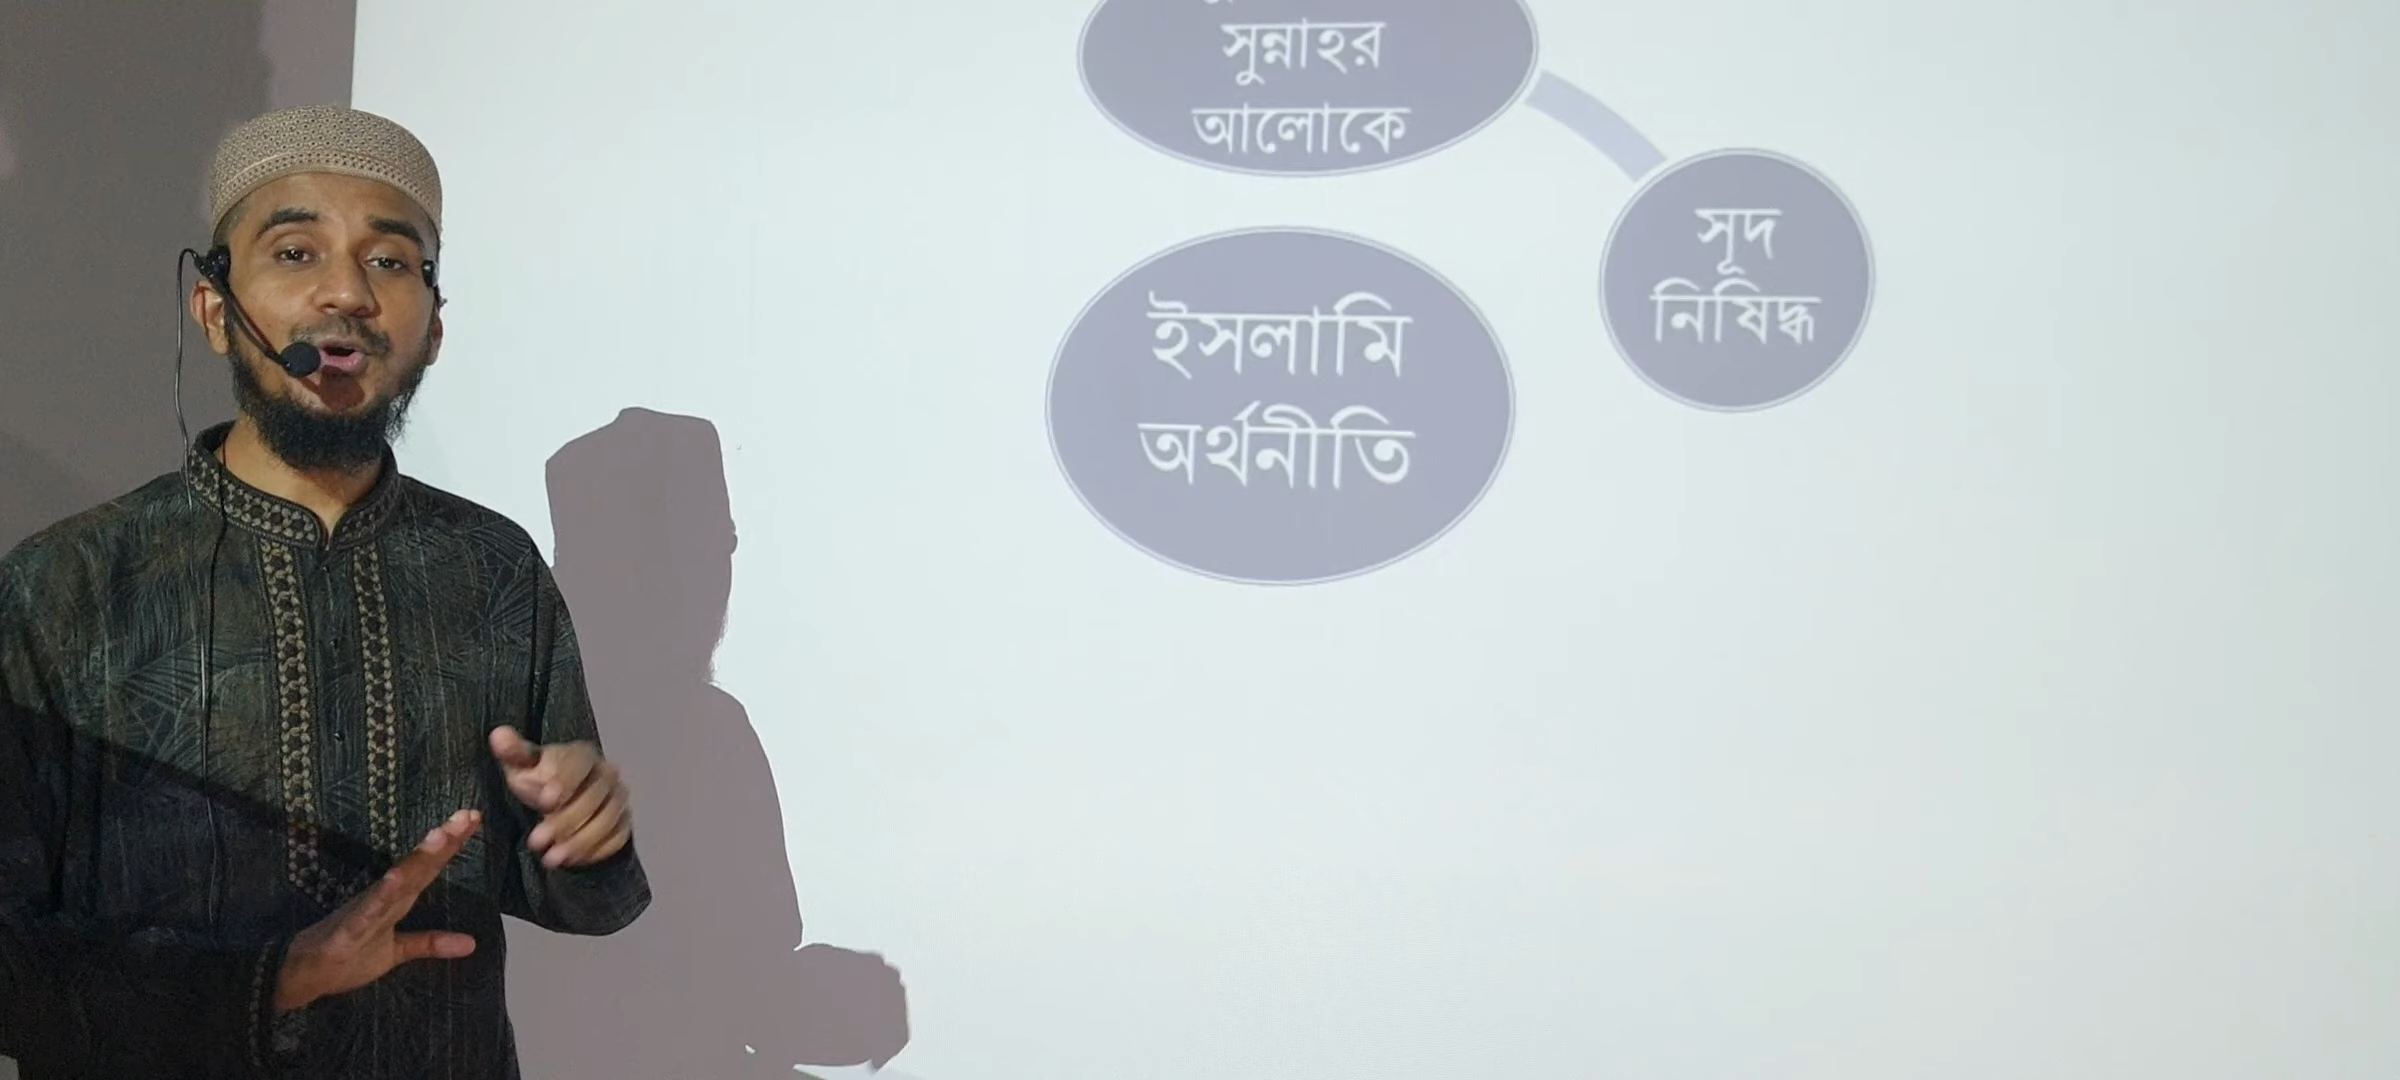 সুন্নাহর
আলোকে
সূদ
নিষিদ্ধ
ইসলামি
অর্থনীতি